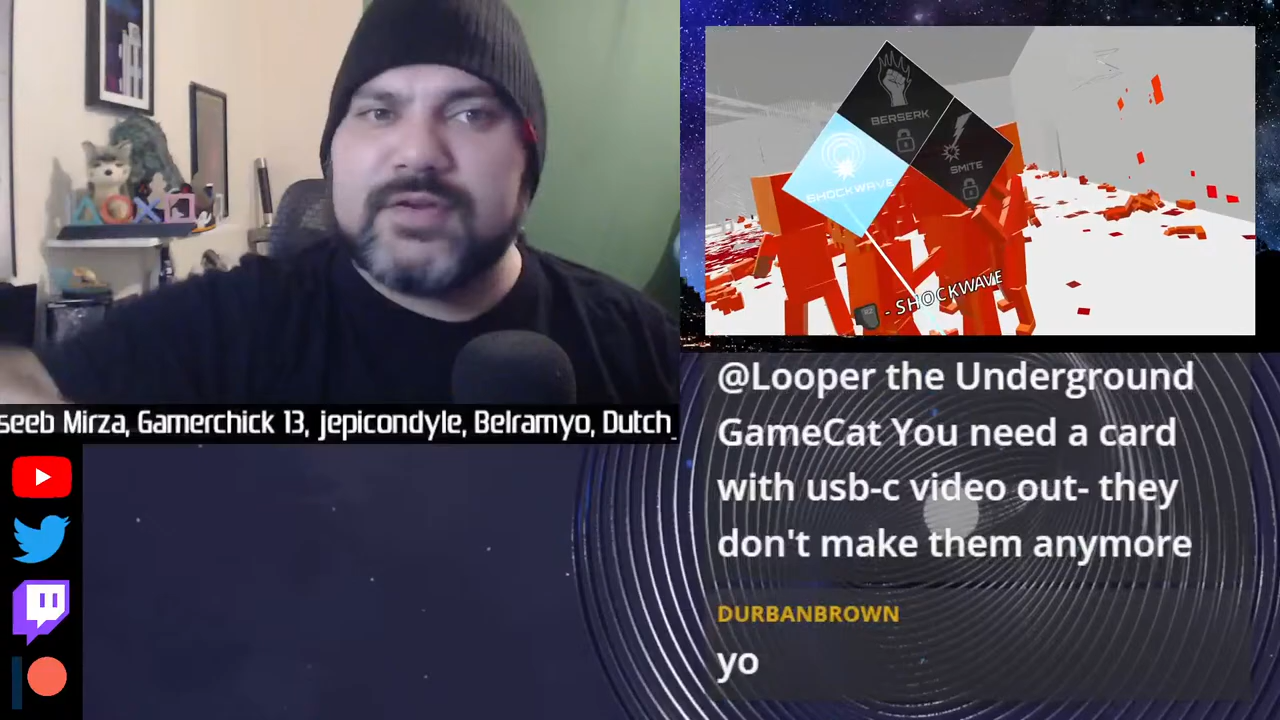 BERSERK
SHOCKWAVE
SMITE
- SHOCKWAVE
seeb Mirza, Gamerchick 13, jepicondyle, Belramyo, Dutch_
@Looper the Underground
GameCat You need a card
with usb-c video out- they
don't make them anymore
DURBANBROWN
yo